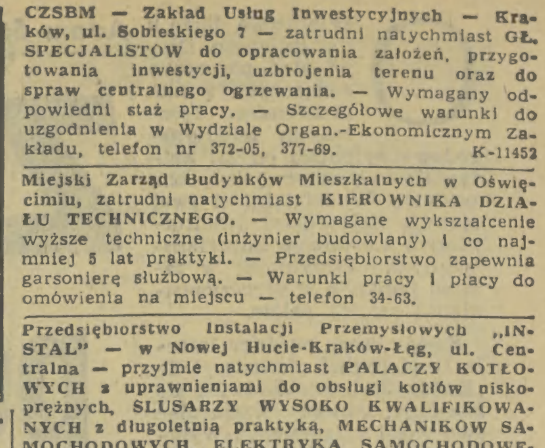 CZSBM — Zakład Usług Inwestycyjnych — Kra-
ków, ul. Sobieskiego 7 — zatrudni natychmiast GŁ.
SPECJALISTÓW do opracowania założeń, przygo-
towania inwestycji, uzbrojenia terenu oraz do
spraw centralnego ogrzewania. — Wymagany od-
powiedni staż pracy. — Szczegółowe warunki do
uzgodnienia w Wydziale Organ.-Ekonomicznym Za-
kładu, telefon nr 372-05, 377-69. K-11452
Miejski Zarząd Budynków Mieszkalnych w Oświę-
cimiu, zatrudni natychmiast KIEROWNIKA DZIA-
ŁU TECHNICZNEGO. — Wymagane wykształcenie
wyższe techniczne (inżynier budowlany) i co naj-
mniej 5 lat praktyki. — Przedsiębiorstwo zapewnia
garsonierę służbową. — Warunki pracy i płacy do
omówienia na miejscu — telefon 34-63.
Przedsiębiorstwo Instalacji Przemysłowych „IN-
STAL" — w Nowej Hucie-Kraków-Łęg, ul. Cen-
tralna — przyjmie natychmiast PALACZY KOTŁO-
WYCH z uprawnieniami do obsługi kotłów nisko-
prężnych, ŚLUSARZY WYSOKO KWALIFIKOWA-
NYCH z długoletnią praktyką, MECHANIKÓW SA-
MOCHODOWYCH, ELEKTRYKA SAMOCHODOWE-